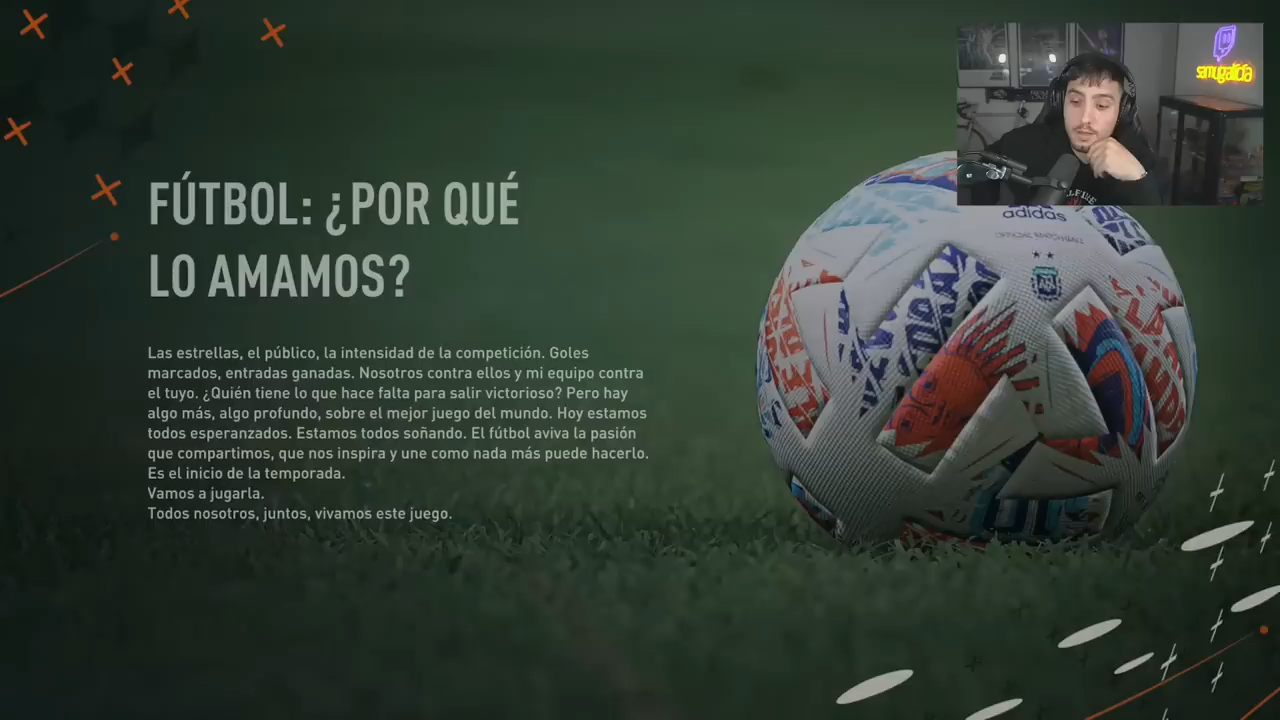 FÚTBOL: ¿POR QUÉ
LO AMAMOS?
Las estrellas, el público, la intensidad de la competición. Goles
marcados, entradas ganadas. Nosotros contra ellos y mi equipo contra
el tuyo. ¿Quién tiene lo que hace falta para salir victorioso? Pero hay
algo más, algo profundo, sobre el mejor juego del mundo. Hoy estamos
todos esperanzados. Estamos todos soñando. El fútbol aviva la pasión
que compartimos, que nos inspira y une como nada más puede hacerlo.
Es el inicio de la temporada.
Vamos a jugarla.
Todos nosotros, juntos, vivamos este juego.
samugalicia
adidas
AFA